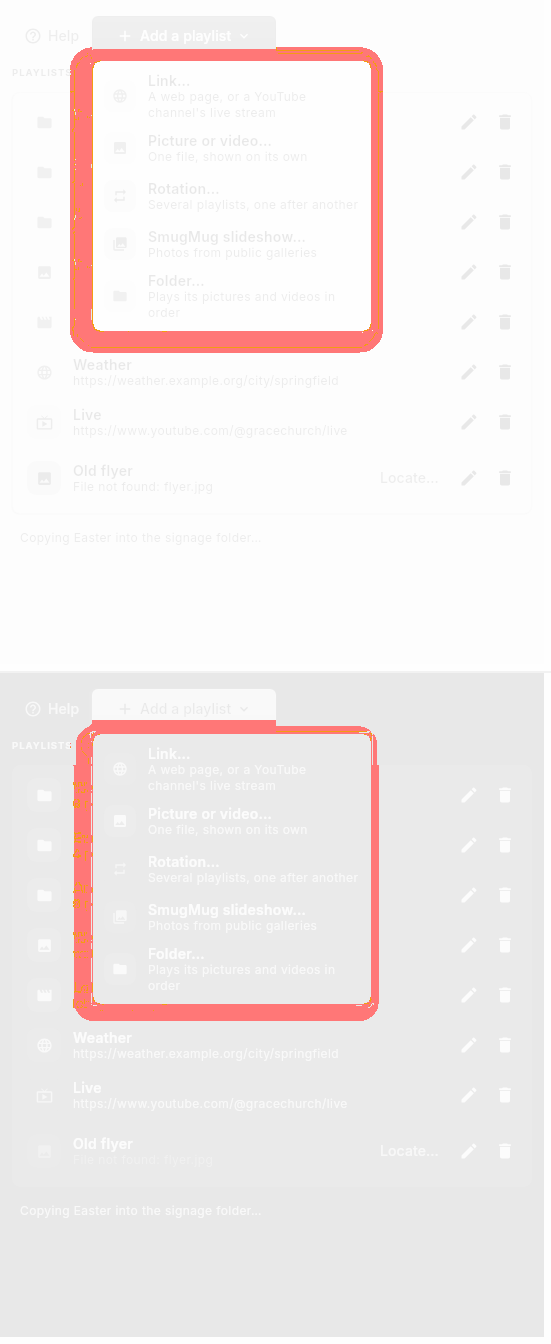 Help
Add a playlist
PLAYLISTS
Link...
A web page, or a YouTube
channel's live stream
Picture or video...
One file, shown on its own
Rotation...
Several playlists, one after another
SmugMug slideshow...
Photos from public galleries
Folder...
Plays its pictures and videos in
order
Weather
https://weather.example.org/city/springfield
Live
https://www.youtube.com/@gracechurch/live
Old flyer
File not found: flyer.jpg
Locate...
Copying Easter into the signage folder...
Help
Add a playlist
PLAYLISTS
Link...
A web page, or a YouTube
channel's live stream
Picture or video...
One file, shown on its own
Rotation...
Several playlists, one after another
SmugMug slideshow...
Photos from public galleries
Folder...
Plays its pictures and videos in
order
Weather
https://weather.example.org/city/springfield
Live
https://www.youtube.com/@gracechurch/live
Old flyer
File not found: flyer.jpg
Locate...
Copying Easter into the signage folder...